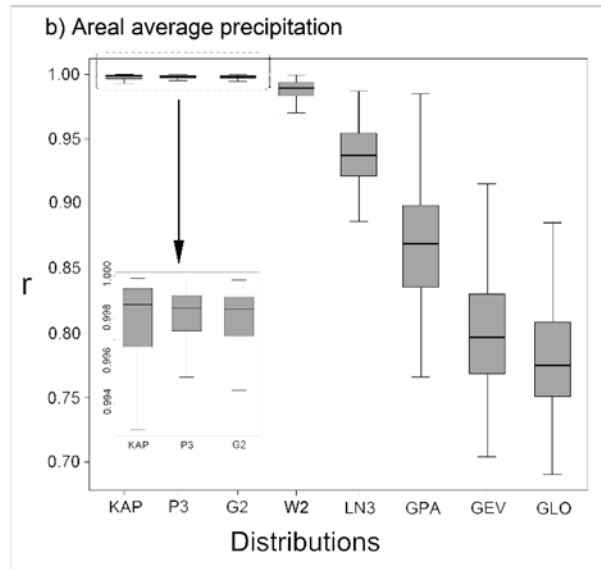 b) Areal average precipitation
1.00
0.95
0.90
0.85
0.80
0.75
0.70
r
1.000
0.998
0.996
0.994
KAP P3 G2
KAP P3 G2 W2 LN3 GPA GEV GLO
Distributions